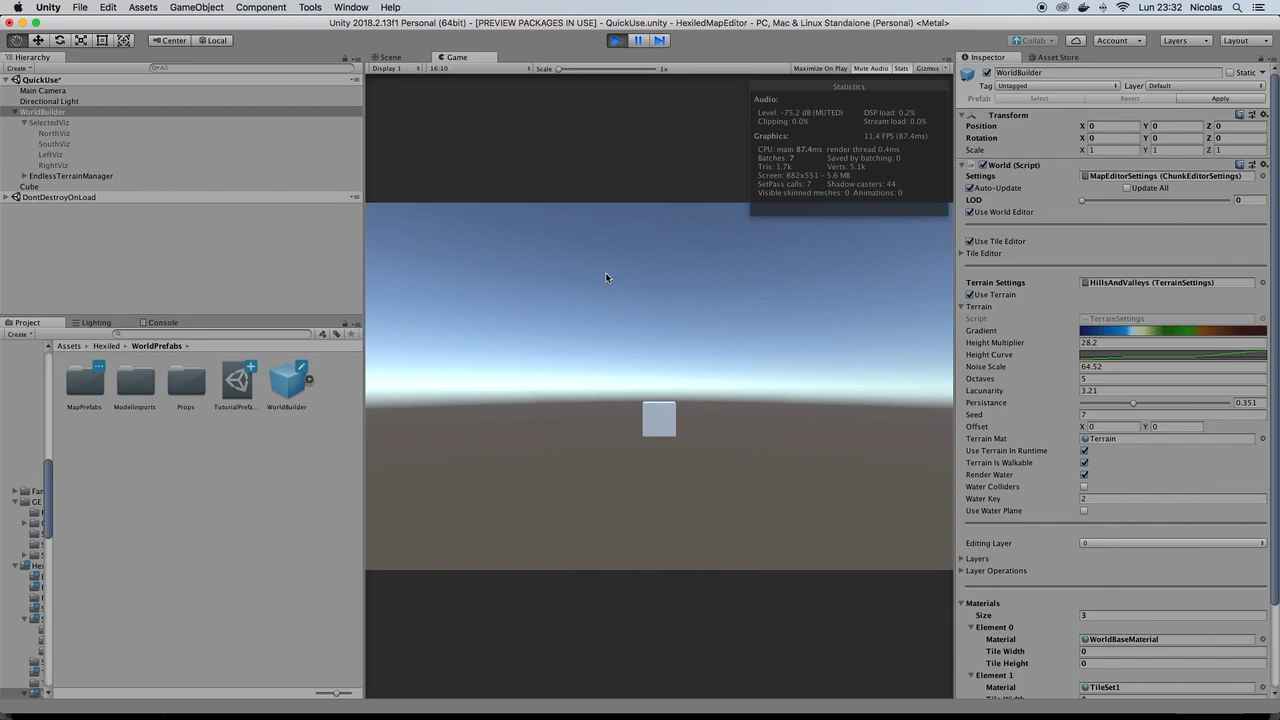 Unity File Edit Assets GameObject Component Tools Window Help Lun 23:32 Nicolas
Unity 2018.2.13f1 Personal (64bit) - [PREVIEW PACKAGES IN USE] - QuickUse.unity - HexiledMapEditor - PC, Mac & Linux Standalone (Personal) <Metal>
Center Local Collab Account Layers Layout
Hierarchy
Create All
QuickUse*
Main Camera
Directional Light
WorldBuilder
SelectedViz
NorthViz
SouthViz
LeftViz
RightViz
EndlessTerrainManager
Cube
DontDestroyOnLoad
Project Lighting Console
Create
Assets Hexiled WorldPrefabs
MapPrefabs ModelImports Props TutorialPrefa... WorldBuilder
Fan
GE
He
Scene Game
Display 1 16:10 Scale 1x Maximize On Play Mute Audio Stats Gizmos
Statistics
Audio:
Level: -75.2 dB (MUTED) DSP load: 0.2%
Clipping: 0.0% Stream load: 0.0%
Graphics: 11.4 FPS (87.4ms)
CPU: main 87.4ms render thread 0.4ms
Batches: 7 Saved by batching: 0
Tris: 1.7k Verts: 5.1k
Screen: 882x551 - 5.6 MB
SetPass calls: 7 Shadow casters: 44
Visible skinned meshes: 0 Animations: 0
Inspector Asset Store
WorldBuilder Static
Tag Untagged Layer Default
Prefab Select Revert Apply
Transform
Position X 0 Y 0 Z 0
Rotation X 0 Y 0 Z 0
Scale X 1 Y 1 Z 1
World (Script)
Settings MapEditorSettings (ChunkEditorSettings)
Auto-Update Update All
LOD 0
Use World Editor
Use Tile Editor
Tile Editor
Terrain Settings HillsAndValleys (TerrainSettings)
Use Terrain
Terrain
Script TerrainSettings
Gradient
Height Multiplier 28.2
Height Curve
Noise Scale 64.52
Octaves 5
Lacunarity 3.21
Persistance 0.351
Seed 7
Offset X 0 Y 0
Terrain Mat Terrain
Use Terrain In Runtime
Terrain Is Walkable
Render Water
Water Colliders
Water Key 2
Use Water Plane
Editing Layer 0
Layers
Layer Operations
Materials
Size 3
Element 0
Material WorldBaseMaterial
Tile Width 0
Tile Height 0
Element 1
Material TileSet1